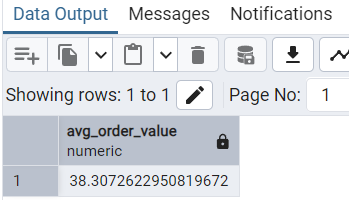 Data Output Messages Notifications
Showing rows: 1 to 1 Page No: 1
avg_order_value
numeric
1 38.3072622950819672